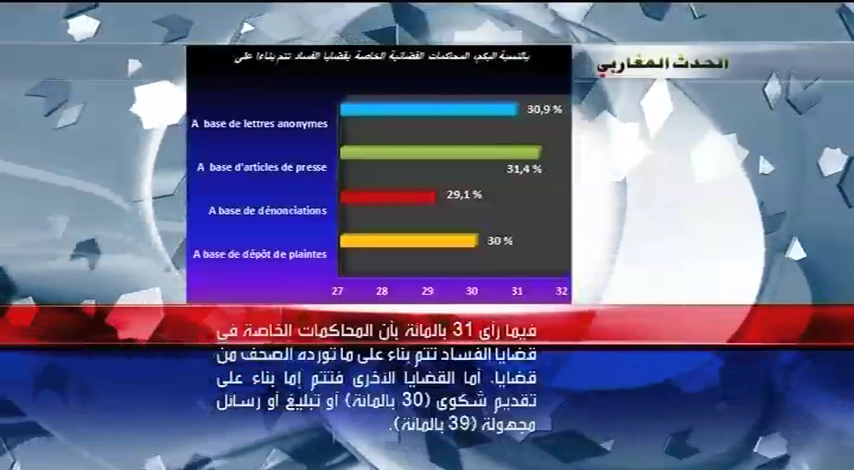 بالنسبة اليكم، المحاكمات القضائية الخاصة بقضايا الفساد تتم بناءا على
الحدث المغاربي
A base de lettres anonymes
30,9 %
A base d'articles de presse
31,4 %
A base de dénonciations
29,1 %
A base de dépôt de plaintes
30 %
27 28 29 30 31 32
فيما رأى 31 بالمائة بأن المحاكمات الخاصة في
قضايا الفساد تتم بناء على ما تورده الصحف من
قضايا. أما القضايا الأخرى فتتم إما بناء على
تقديم شكوى (30 بالمائة) أو تبليغ أو رسائل
مجهولة (39 بالمائة).